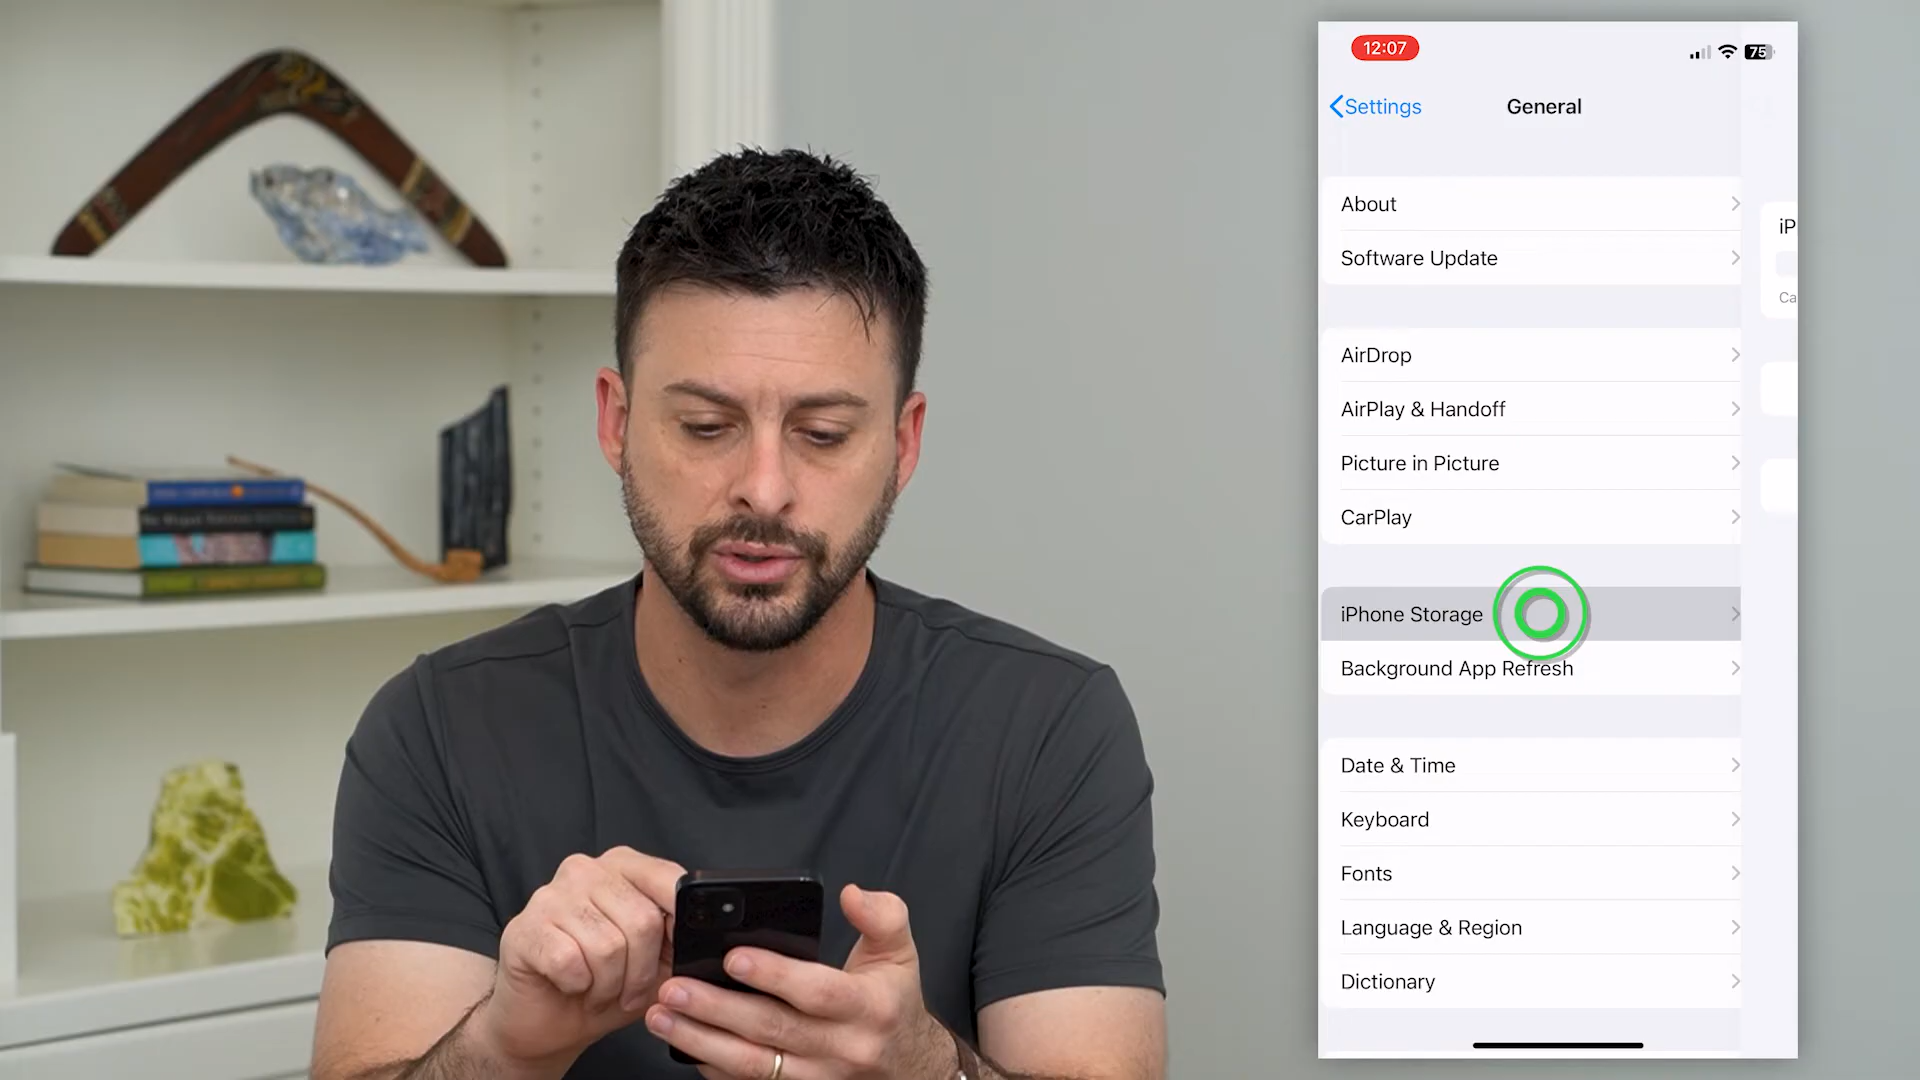 12:07
75
Settings
General
About
Software Update
AirDrop
AirPlay & Handoff
Picture in Picture
CarPlay
iPhone Storage
Background App Refresh
Date & Time
Keyboard
Fonts
Language & Region
Dictionary
iP
Ca